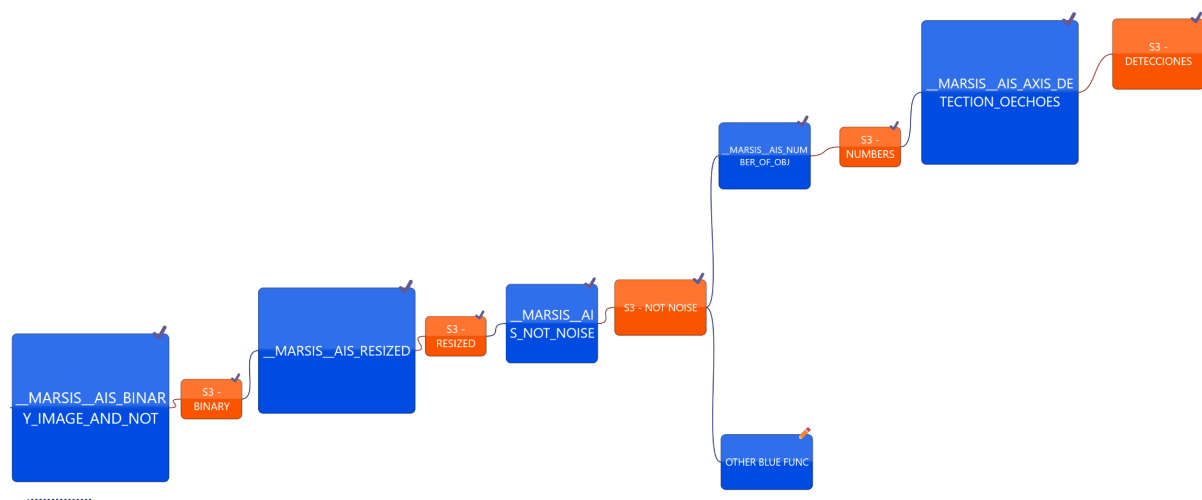 __MARSIS__AIS_BINAR
Y_IMAGE_AND_NOT
S3 -
BINARY
__MARSIS__AIS_RESIZED
S3 -
RESIZED
__MARSIS__AI
S_NOT_NOISE
S3 - NOT NOISE
__MARSIS__AIS_NUM
BER_OF_OBJ
S3 -
NUMBERS
__MARSIS__AIS_AXIS_DE
TECTION_OECHOES
S3 -
DETECCIONES
OTHER BLUE FUNC